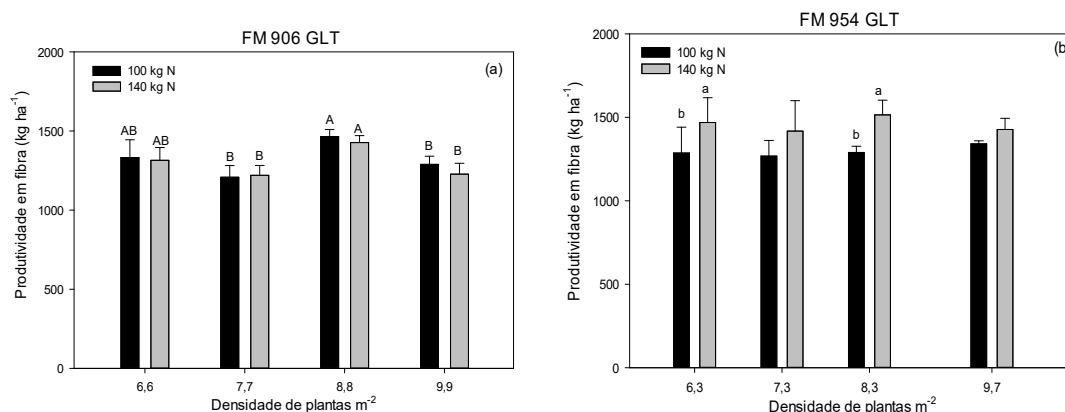 FM 906 GLT
(a)
100 kg N
140 kg N
Produtividade em fibra (kg ha⁻¹)
2000
1500
1000
500
0
AB AB B B A A B B
6,6 7,7 8,8 9,9
Densidade de plantas m⁻²
FM 954 GLT
(b
100 kg N
140 kg N
Produtividade em fibra (kg ha⁻¹)
2000
1500
1000
500
0
b a b a
6,3 7,3 8,3 9,7
Densidade de plantas m⁻²